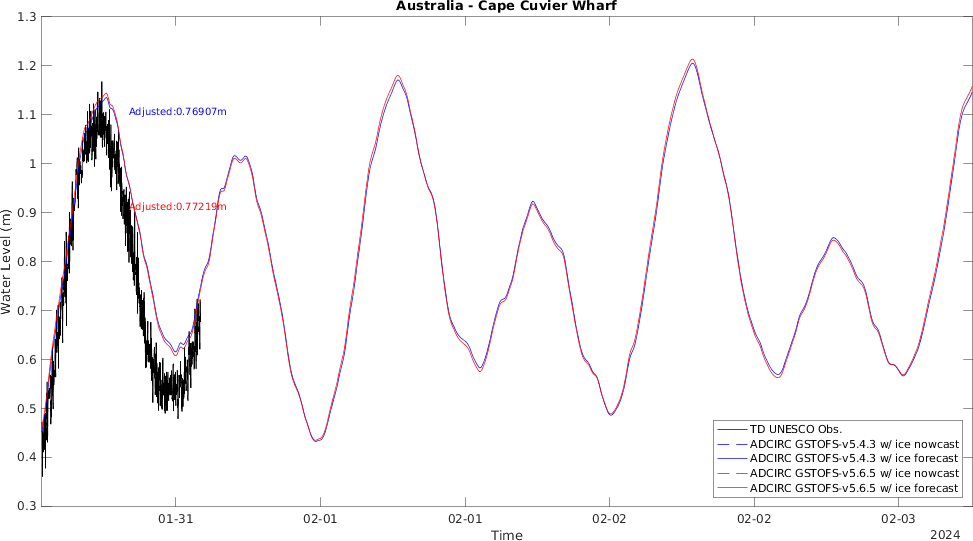 Australia - Cape Cuvier Wharf
1.3
1.2
1.1
1
0.9
0.8
0.7
0.6
0.5
0.4
0.3
Water Level (m)
Adjusted:0.76907m
Adjusted:0.77219m
TD UNESCO Obs.
ADCIRC GSTOFS-v5.4.3 w/ ice nowcast
ADCIRC GSTOFS-v5.4.3 w/ ice forecast
ADCIRC GSTOFS-v5.6.5 w/ ice nowcast
ADCIRC GSTOFS-v5.6.5 w/ ice forecast
01-31 02-01 02-01 02-02 02-02 02-03
Time
2024